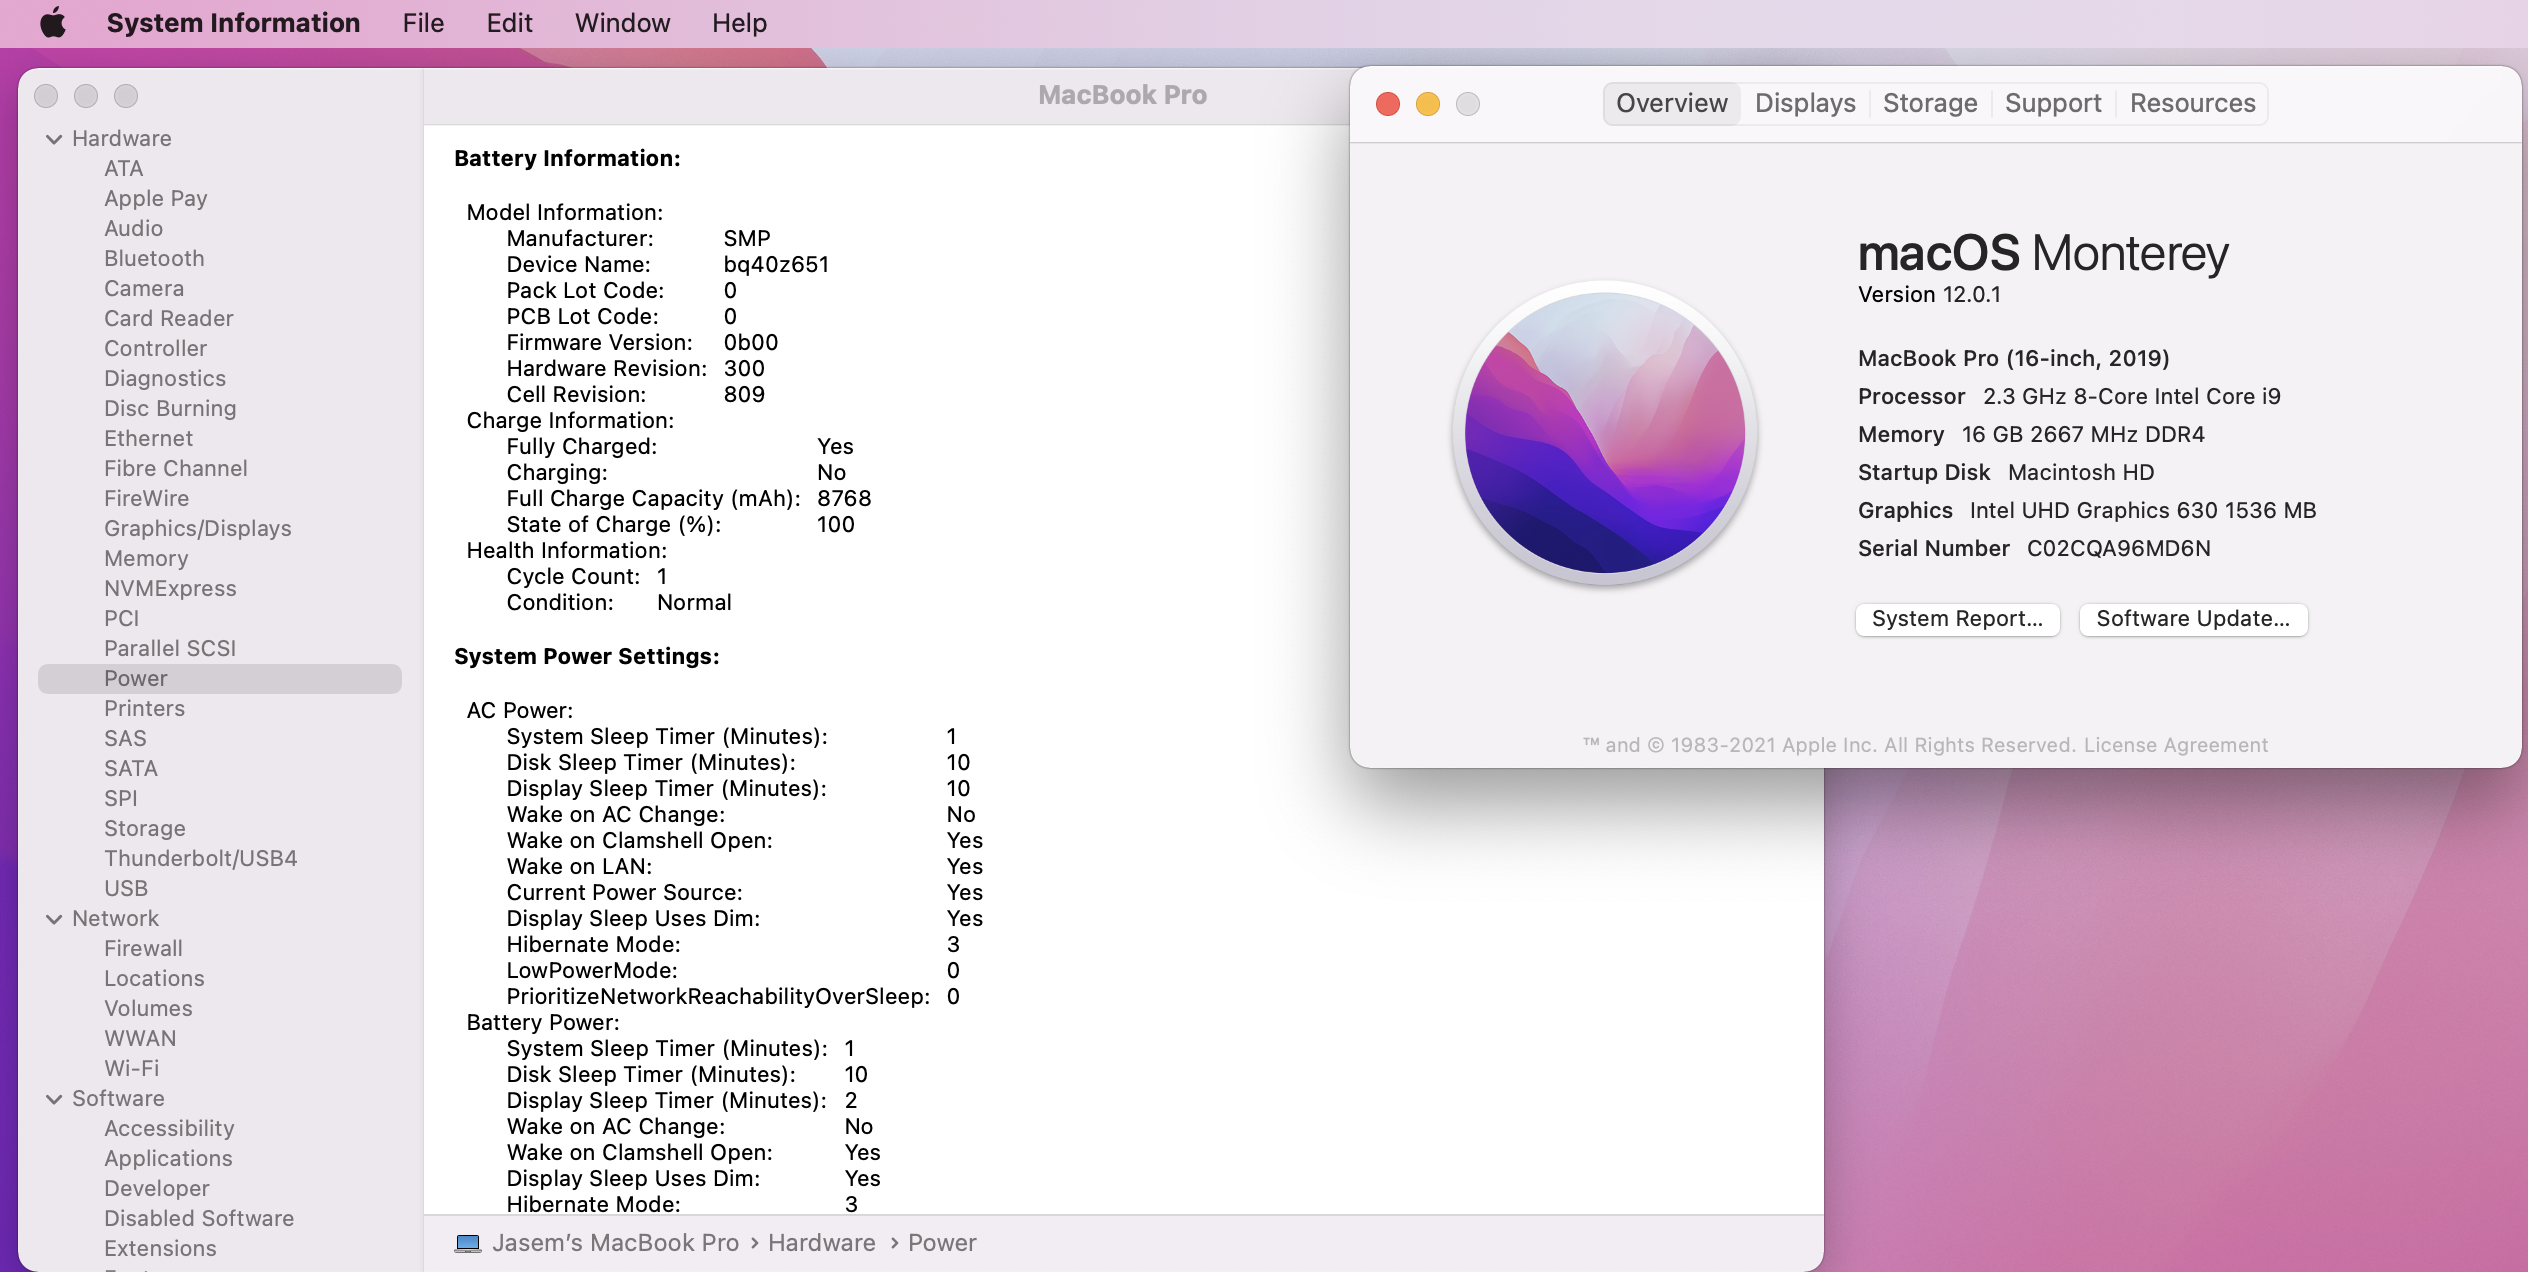 System Information File Edit Window Help
MacBook Pro
Hardware
ATA
Apple Pay
Audio
Bluetooth
Camera
Card Reader
Controller
Diagnostics
Disc Burning
Ethernet
Fibre Channel
FireWire
Graphics/Displays
Memory
NVMExpress
PCI
Parallel SCSI
Power
Printers
SAS
SATA
SPI
Storage
Thunderbolt/USB4
USB
Network
Firewall
Locations
Volumes
WWAN
Wi-Fi
Software
Accessibility
Applications
Developer
Disabled Software
Extensions
Battery Information:
Model Information:
Manufacturer: SMP
Device Name: bq40z651
Pack Lot Code: 0
PCB Lot Code: 0
Firmware Version: 0b00
Hardware Revision: 300
Cell Revision: 809
Charge Information:
Fully Charged: Yes
Charging: No
Full Charge Capacity (mAh): 8768
State of Charge (%): 100
Health Information:
Cycle Count: 1
Condition: Normal
System Power Settings:
AC Power:
System Sleep Timer (Minutes): 1
Disk Sleep Timer (Minutes): 10
Display Sleep Timer (Minutes): 10
Wake on AC Change: No
Wake on Clamshell Open: Yes
Wake on LAN: Yes
Current Power Source: Yes
Display Sleep Uses Dim: Yes
Hibernate Mode: 3
LowPowerMode: 0
PrioritizeNetworkReachabilityOverSleep: 0
Battery Power:
System Sleep Timer (Minutes): 1
Disk Sleep Timer (Minutes): 10
Display Sleep Timer (Minutes): 2
Wake on AC Change: No
Wake on Clamshell Open: Yes
Display Sleep Uses Dim: Yes
Hibernate Mode: 3
Jasem's MacBook Pro › Hardware › Power
Overview Displays Storage Support Resources
macOS Monterey
Version 12.0.1
MacBook Pro (16-inch, 2019)
Processor 2.3 GHz 8-Core Intel Core i9
Memory 16 GB 2667 MHz DDR4
Startup Disk Macintosh HD
Graphics Intel UHD Graphics 630 1536 MB
Serial Number C02CQA96MD6N
System Report... Software Update...
™ and © 1983-2021 Apple Inc. All Rights Reserved. License Agreement